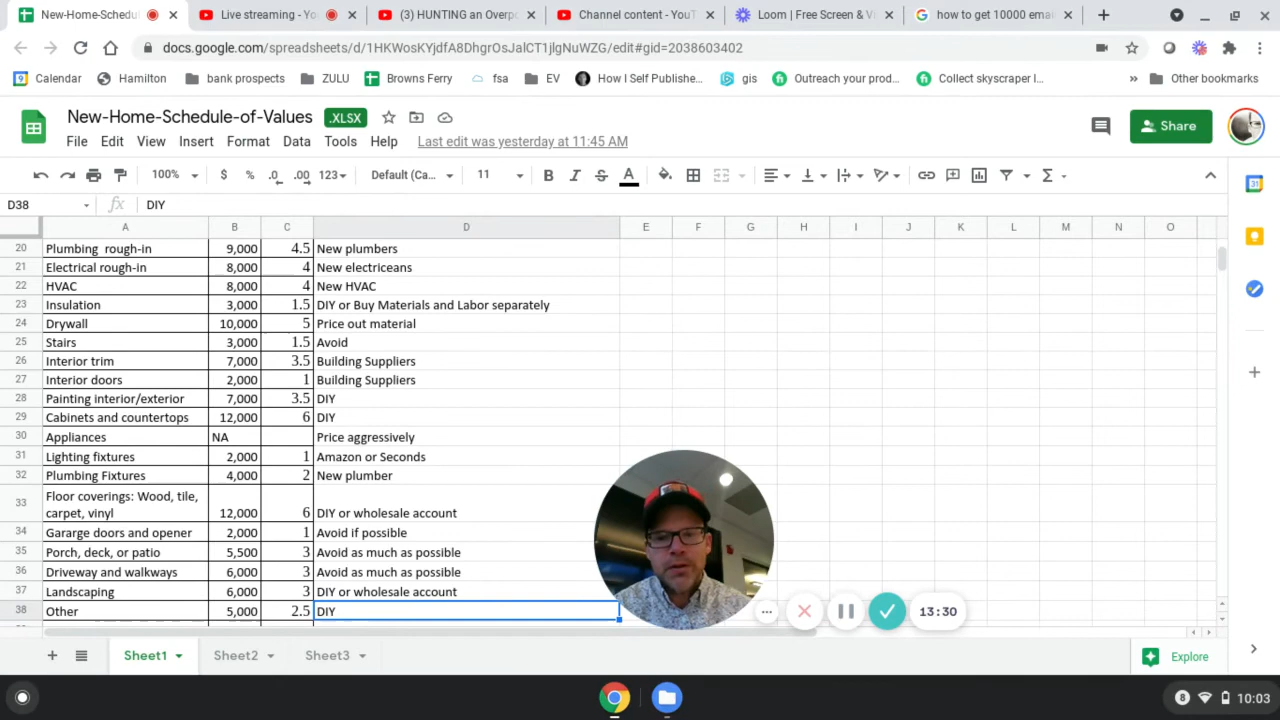 New-Home-Schedu
Live streaming - Yo
(3) HUNTING an Overpo
Channel content - YouT
Loom | Free Screen & V
how to get 10000 emai
docs.google.com/spreadsheets/d/1HKWosKYjdfA8DhgrOsJalCT1jlgNuWZG/edit#gid=2038603402
Calendar
Hamilton
bank prospects
ZULU
Browns Ferry
fsa
EV
How I Self Publishe...
gis
Outreach your prod...
Collect skyscraper l...
»
Other bookmarks
New-Home-Schedule-of-Values .XLSX
Share
File Edit View Insert Format Data Tools Help Last edit was yesterday at 11:45 AM
100% $ % .0 .00 123 Default (Ca... 11 B I S A
D38 fx DIY
A B C D E F G H I J K L M N O
20 Plumbing rough-in 9,000 4.5 New plumbers
21 Electrical rough-in 8,000 4 New electriceans
22 HVAC 8,000 4 New HVAC
23 Insulation 3,000 1.5 DIY or Buy Materials and Labor separately
24 Drywall 10,000 5 Price out material
25 Stairs 3,000 1.5 Avoid
26 Interior trim 7,000 3.5 Building Suppliers
27 Interior doors 2,000 1 Building Suppliers
28 Painting interior/exterior 7,000 3.5 DIY
29 Cabinets and countertops 12,000 6 DIY
30 Appliances NA Price aggressively
31 Lighting fixtures 2,000 1 Amazon or Seconds
32 Plumbing Fixtures 4,000 2 New plumber
33 Floor coverings: Wood, tile,
carpet, vinyl 12,000 6 DIY or wholesale account
34 Gararge doors and opener 2,000 1 Avoid if possible
35 Porch, deck, or patio 5,500 3 Avoid as much as possible
36 Driveway and walkways 6,000 3 Avoid as much as possible
37 Landscaping 6,000 3 DIY or wholesale account
38 Other 5,000 2.5 DIY
13:30
Sheet1 Sheet2 Sheet3
Explore
8 10:03